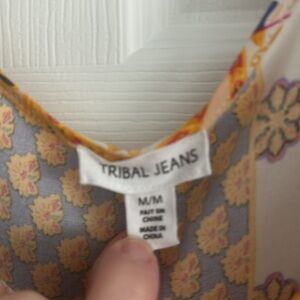 TRIBAL JEANS
M/M
FAIT EN
CHINE
MADE IN
CHINA